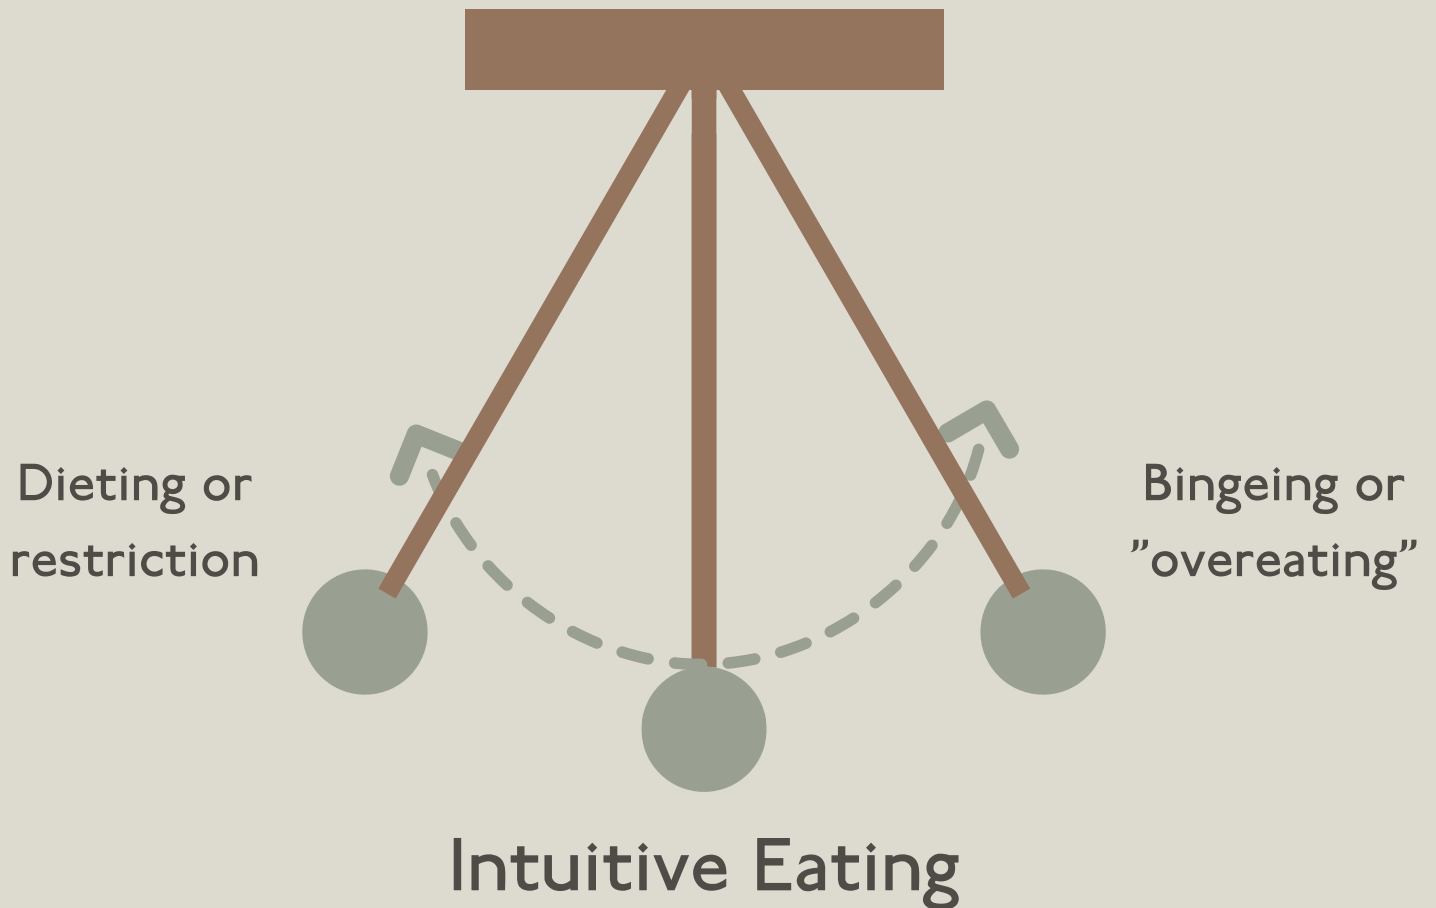 Dieting or
restriction
Bingeing or
”overeating”
Intuitive Eating